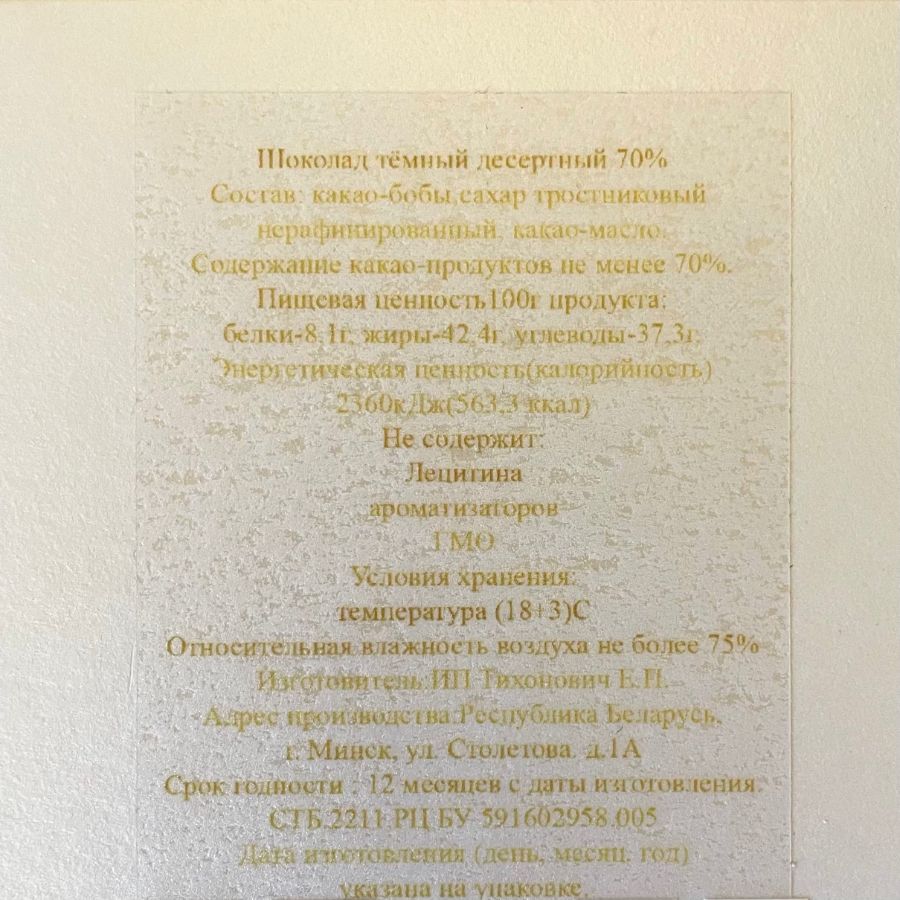 Шоколад тёмный десертный 70%
Состав: какао-бобы,сахар тростниковый
нерафинированный, какао-масло.
Содержание какао-продуктов не менее 70%.
Пищевая ценность100г продукта:
белки-8,1г, жиры-42,4г, углеводы-37,3г,
Энергетическая ценность(калорийность)
2360кДж(563,3 ккал)
Не содержит:
Лецитина
ароматизаторов
ГМО
Условия хранения:
температура (18+3)С
Относительная влажность воздуха не более 75%
Изготовитель:ИП Тихонович Е.П.
Адрес производства:Республика Беларусь,
г. Минск, ул. Столетова. д.1А
Срок годности : 12 месяцев с даты изготовления.
СТБ.2211.РЦ БУ 591602958.005
Дата изготовления (день, месяц, год)
указана на упаковке.